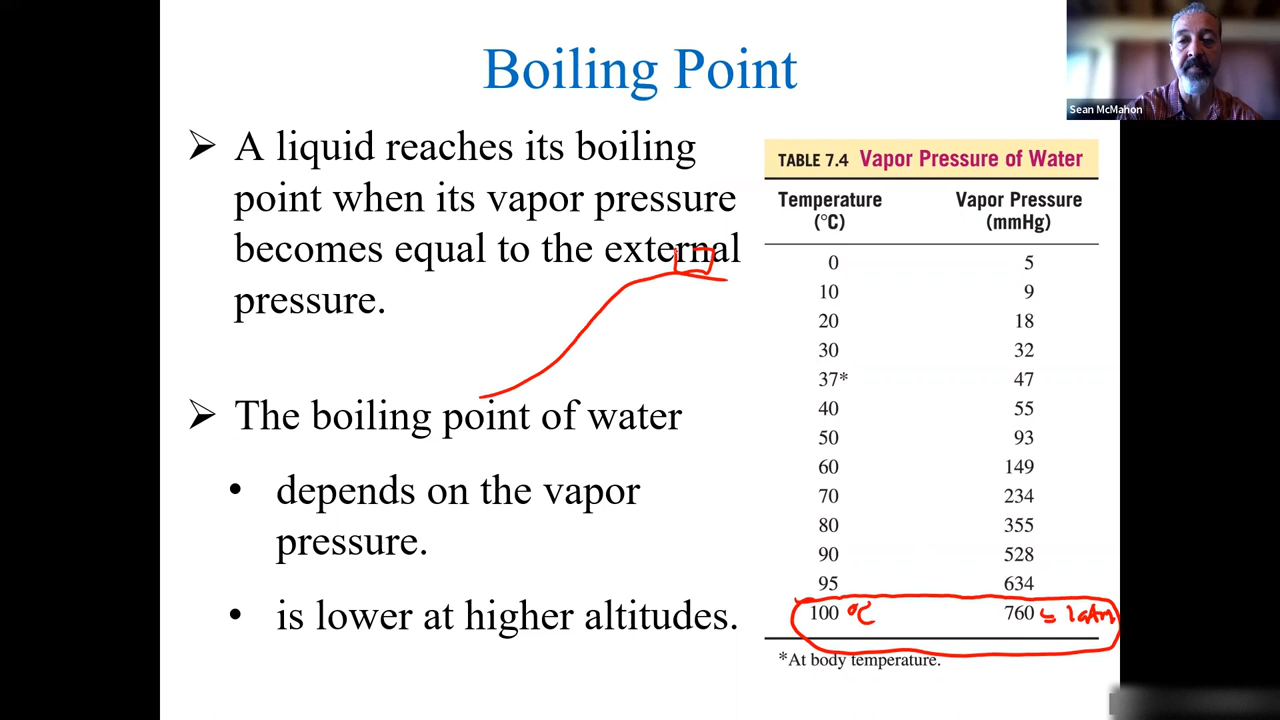 Boiling Point
Sean McMahon
➢ A liquid reaches its boiling
point when its vapor pressure
becomes equal to the external
pressure.
➢ The boiling point of water
• depends on the vapor
pressure.
• is lower at higher altitudes.
TABLE 7.4 Vapor Pressure of Water
Temperature (°C) Vapor Pressure (mmHg)
0 5
10 9
20 18
30 32
37* 47
40 55
50 93
60 149
70 234
80 355
90 528
95 634
100 °C 760 = 1atm
*At body temperature.